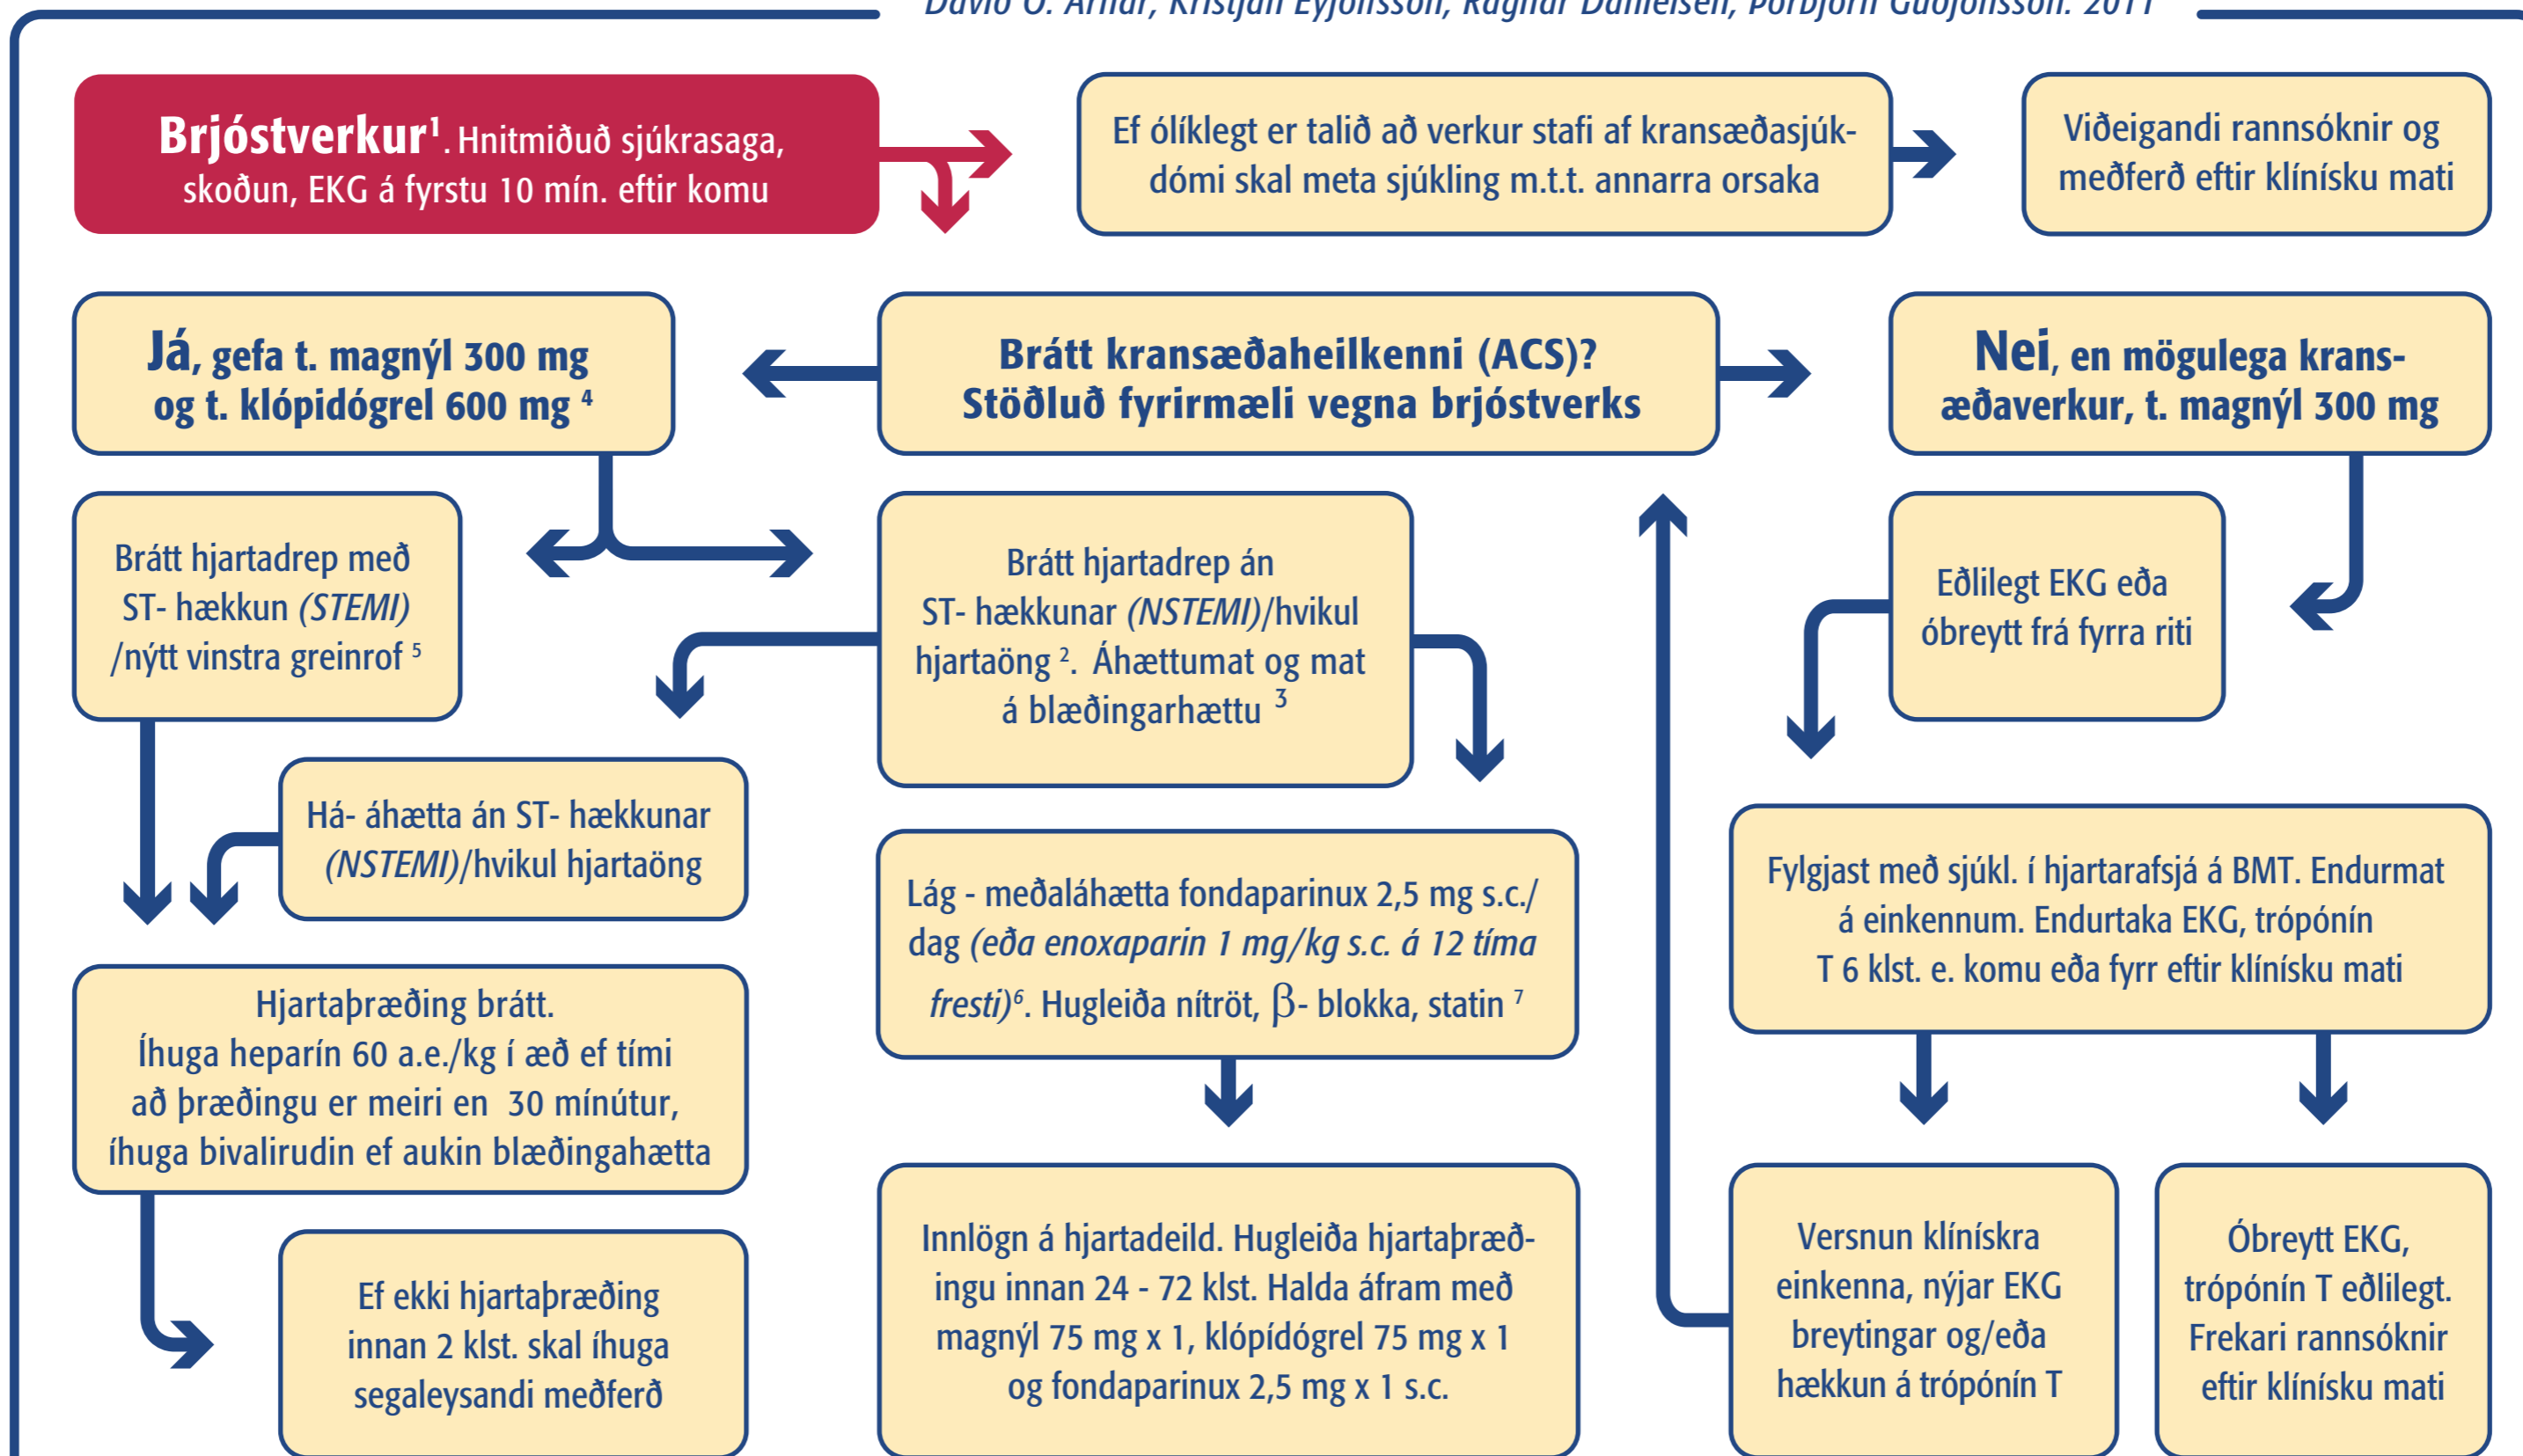 Davíð O. Arnar, Kristján Eyjólfsson, Ragnar Danielsen, Þorbjörn Guðjónsson. 2011
Brjóstverkur¹. Hnitmiðuð sjúkrasaga,
skoðun, EKG á fyrstu 10 mín. eftir komu
Ef ólíklegt er talið að verkur stafi af kransæðasjúk-
dómi skal meta sjúkling m.t.t. annarra orsaka
Viðeigandi rannsóknir og
meðferð eftir klínísku mati
Já, gefa t. magnýl 300 mg
og t. klópidógrel 600 mg ⁴
Brátt kransæðaheilkenni (ACS)?
Stöðluð fyrirmæli vegna brjóstverks
Nei, en mögulega krans-
æðaverkur, t. magnýl 300 mg
Brátt hjartadrep með
ST- hækkun (STEMI)
/nýtt vinstra greinrof ⁵
Brátt hjartadrep án
ST- hækkunar (NSTEMI)/hvikul
hjartaöng ². Áhættumat og mat
á blæðingarhættu ³
Eðlilegt EKG eða
óbreytt frá fyrra riti
Há- áhætta án ST- hækkunar
(NSTEMI)/hvikul hjartaöng
Lág - meðaláhætta fondaparinux 2,5 mg s.c./
dag (eða enoxaparin 1 mg/kg s.c. á 12 tíma
fresti)⁶. Hugleiða nítröt, β- blokka, statin ⁷
Fylgjast með sjúkl. í hjartarafsjá á BMT. Endurmat
á einkennum. Endurtaka EKG, trópónín
T 6 klst. e. komu eða fyrr eftir klínísku mati
Hjartaþræðing brátt.
Íhuga heparín 60 a.e./kg í æð ef tími
að þræðingu er meiri en 30 mínútur,
íhuga bivalirudin ef aukin blæðingahætta
Ef ekki hjartaþræðing
innan 2 klst. skal íhuga
segaleysandi meðferð
Innlögn á hjartadeild. Hugleiða hjartaþræð-
ingu innan 24 - 72 klst. Halda áfram með
magnýl 75 mg x 1, klópídógrel 75 mg x 1
og fondaparinux 2,5 mg x 1 s.c.
Versnun klínískra
einkenna, nýjar EKG
breytingar og/eða
hækkun á trópónín T
Óbreytt EKG,
trópónín T eðlilegt.
Frekari rannsóknir
eftir klínísku mati